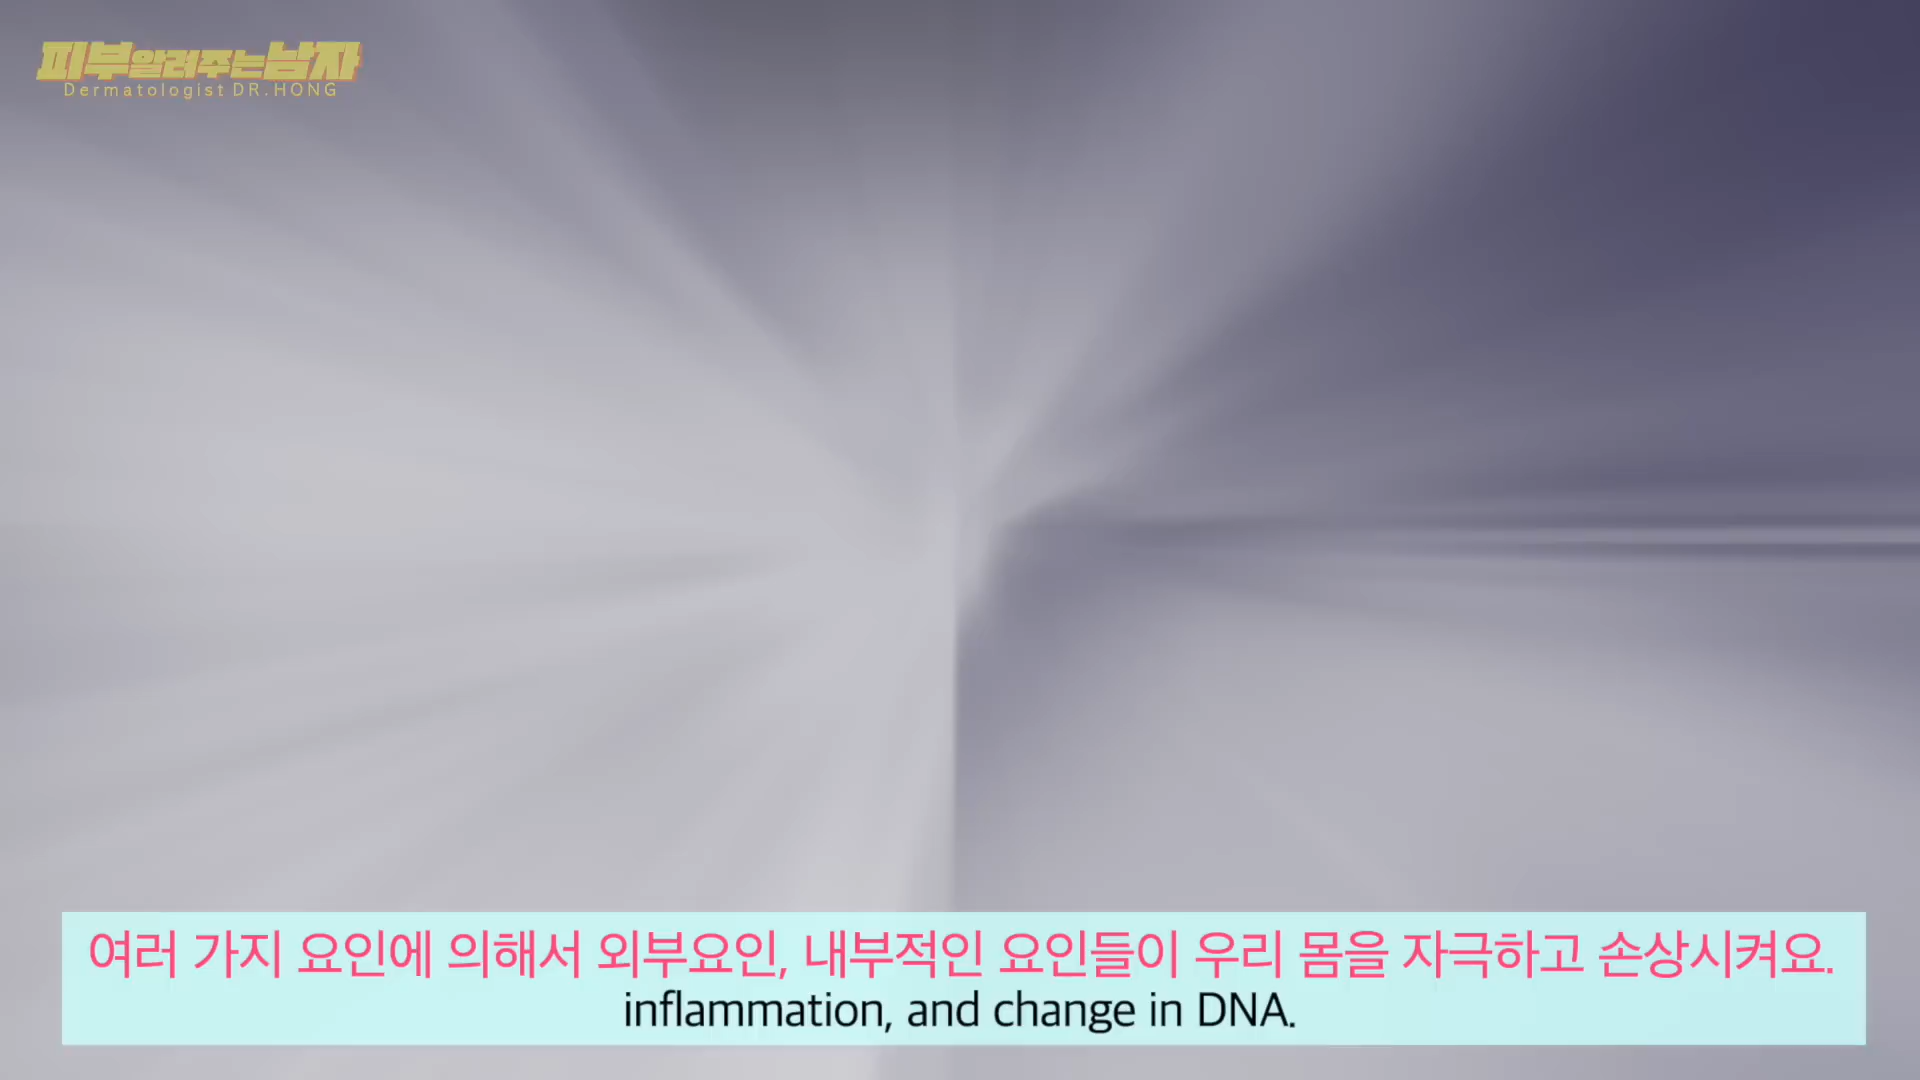 피부알려주는남자
Dermatologist DR.HONG
여러 가지 요인에 의해서 외부요인, 내부적인 요인들이 우리 몸을 자극하고 손상시켜요.
inflammation, and change in DNA.